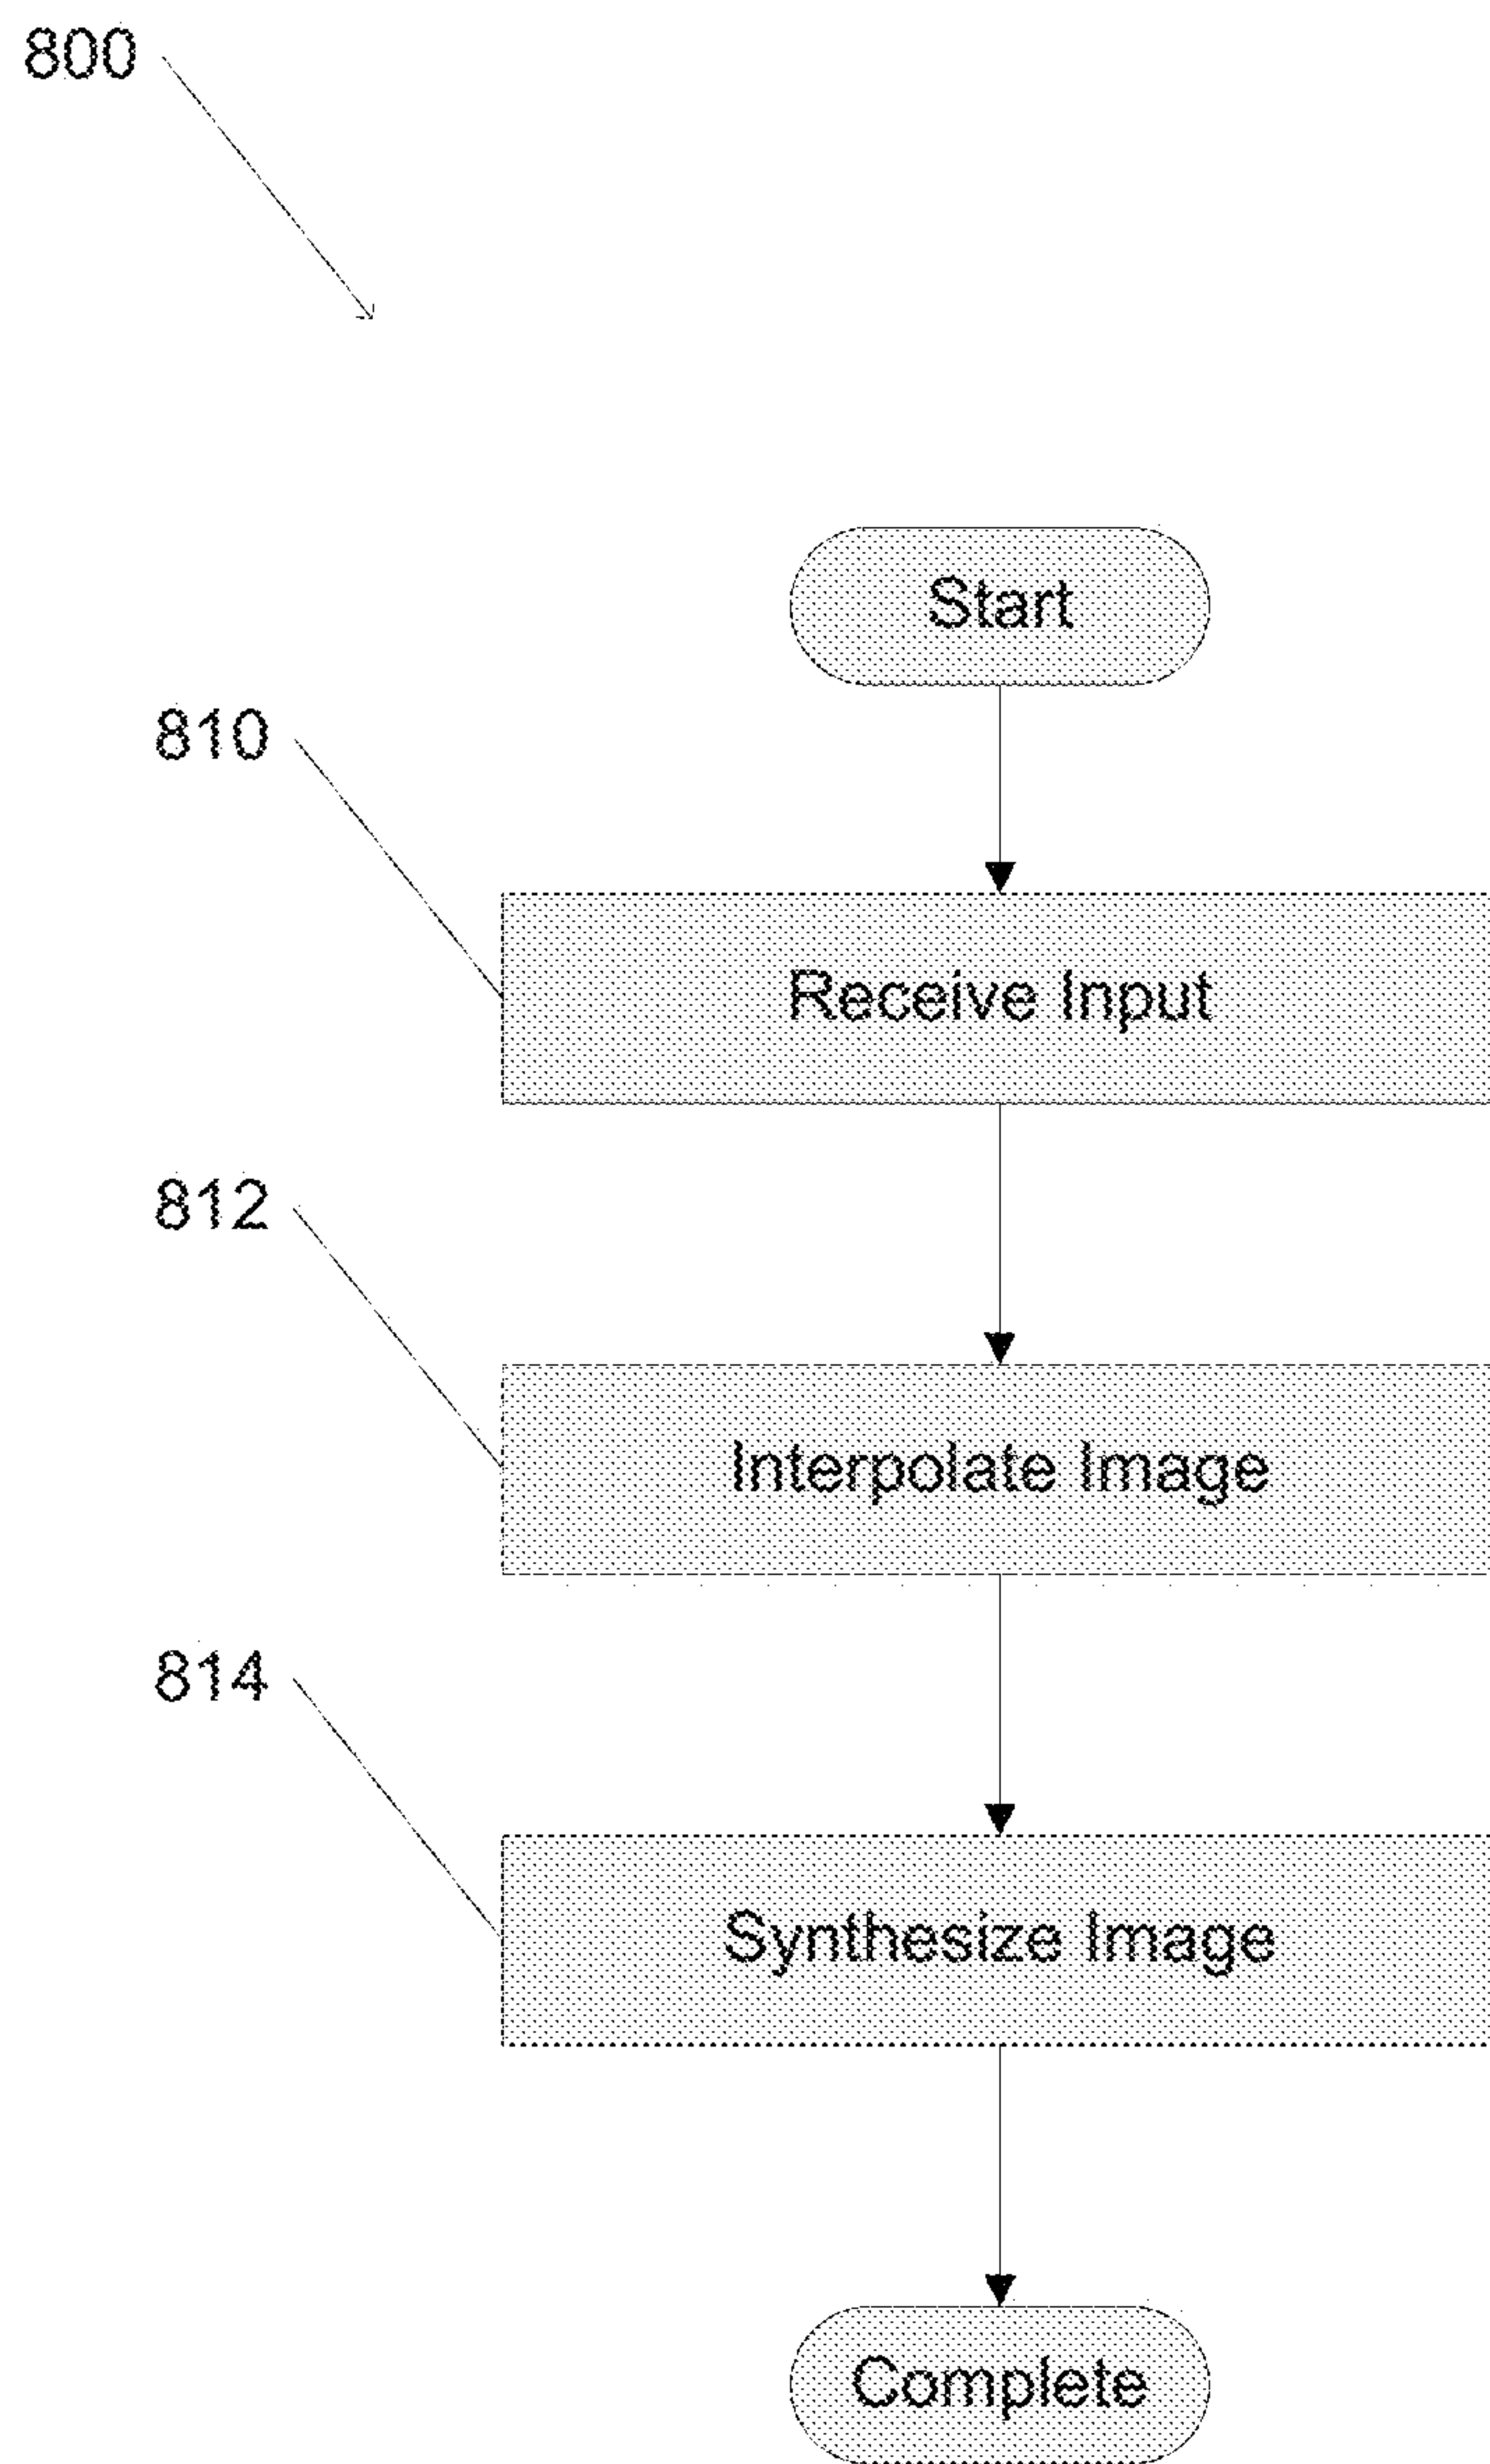 800
Start
810
Receive Input
812
Interpolate Image
814
Synthesize Image
Complete